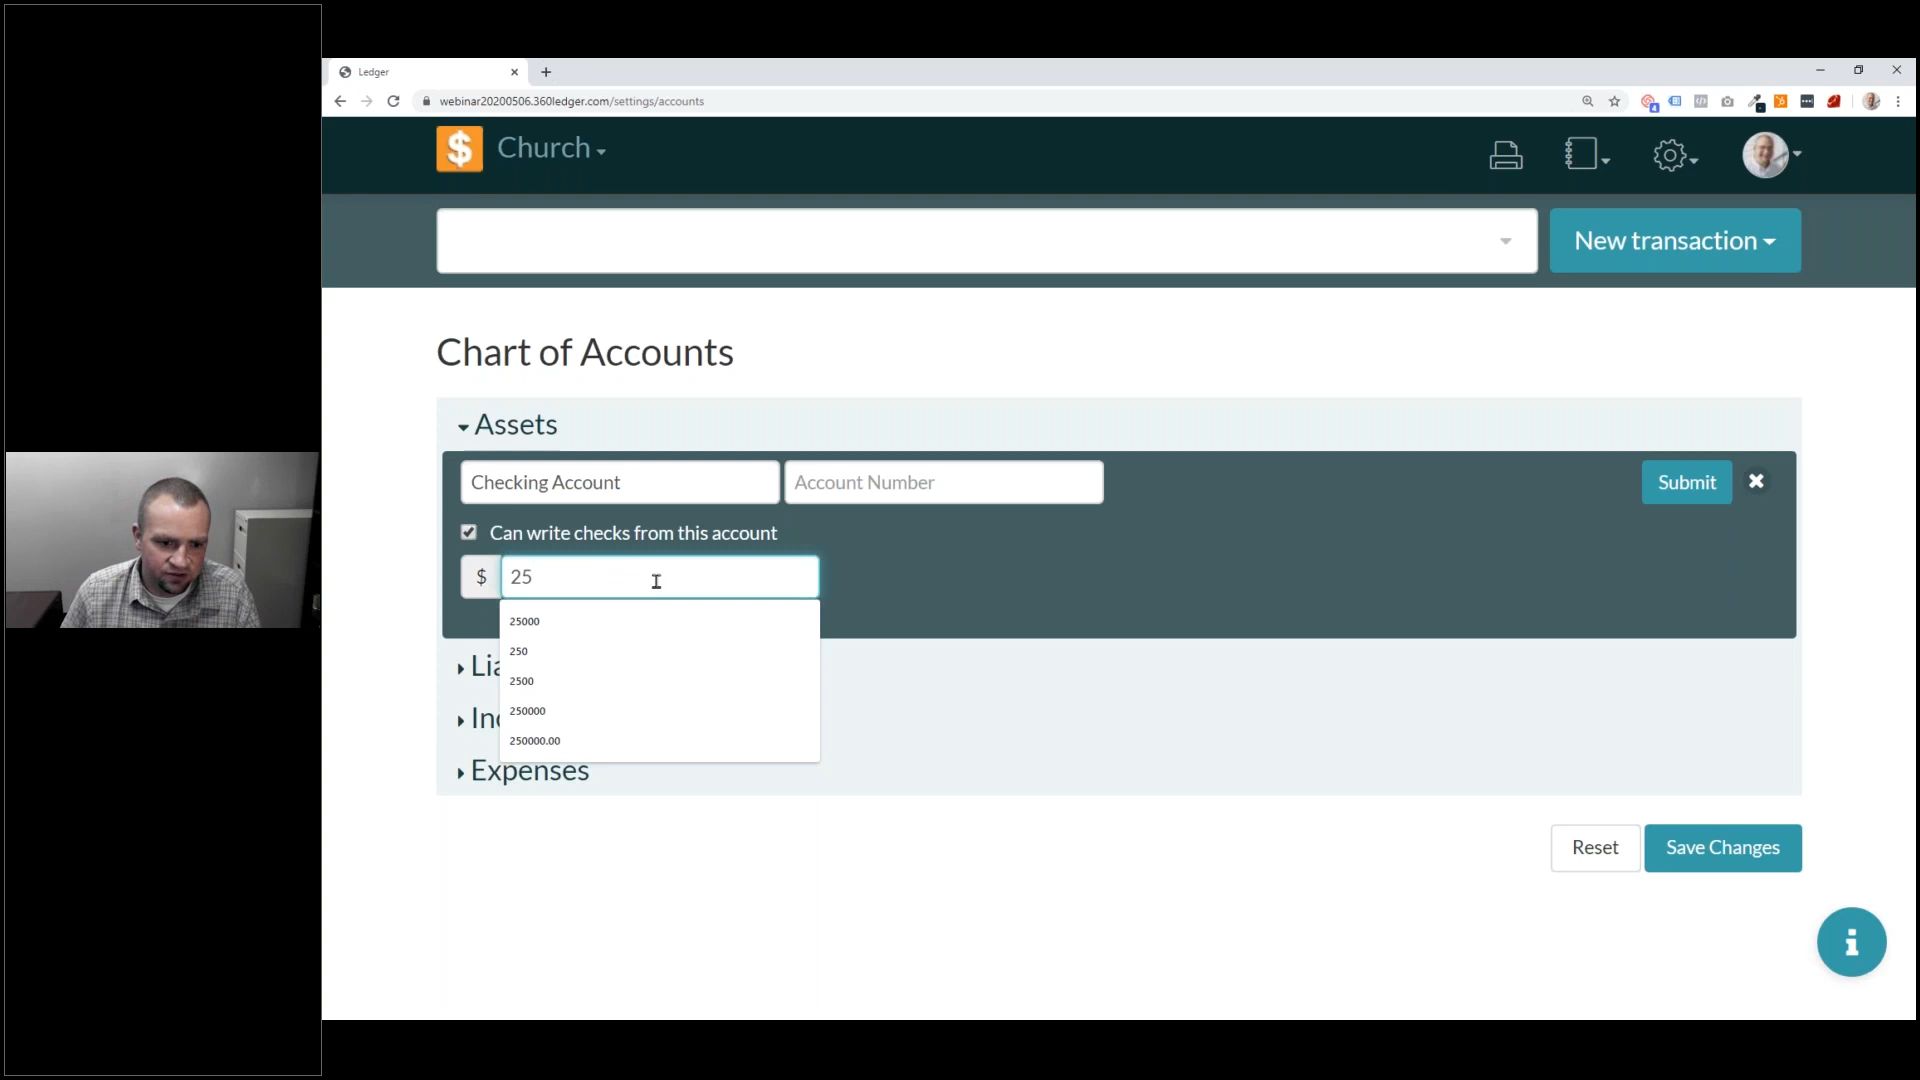 Ledger
webinar20200506.360ledger.com/settings/accounts
$ Church
New transaction
Chart of Accounts
Assets
Checking Account Account Number Submit
Can write checks from this account
$ 25
25000
250
2500
250000
250000.00
Lia
Inc
Expenses
Reset Save Changes
i